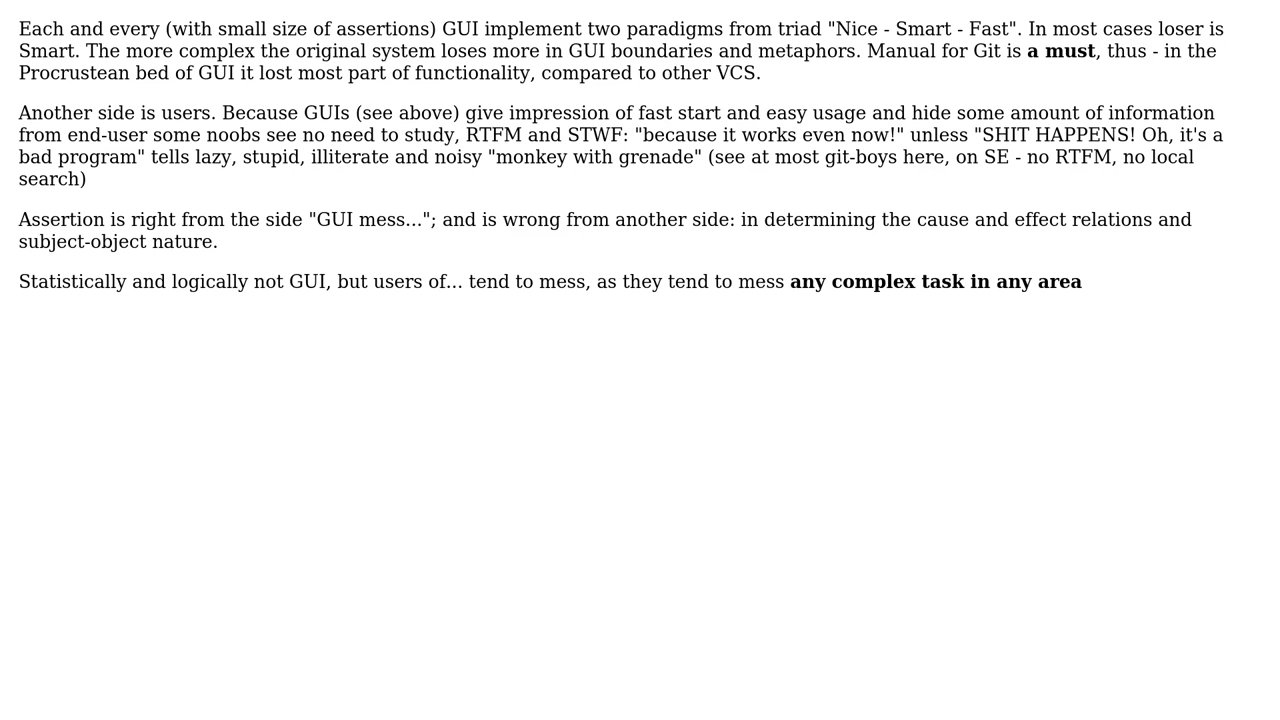 Each and every (with small size of assertions) GUI implement two paradigms from triad "Nice - Smart - Fast". In most cases loser is
Smart. The more complex the original system loses more in GUI boundaries and metaphors. Manual for Git is a must, thus - in the
Procrustean bed of GUI it lost most part of functionality, compared to other VCS.
Another side is users. Because GUIs (see above) give impression of fast start and easy usage and hide some amount of information
from end-user some noobs see no need to study, RTFM and STWF: "because it works even now!" unless "SHIT HAPPENS! Oh, it's a
bad program" tells lazy, stupid, illiterate and noisy "monkey with grenade" (see at most git-boys here, on SE - no RTFM, no local
search)
Assertion is right from the side "GUI mess..."; and is wrong from another side: in determining the cause and effect relations and
subject-object nature.
Statistically and logically not GUI, but users of... tend to mess, as they tend to mess any complex task in any area